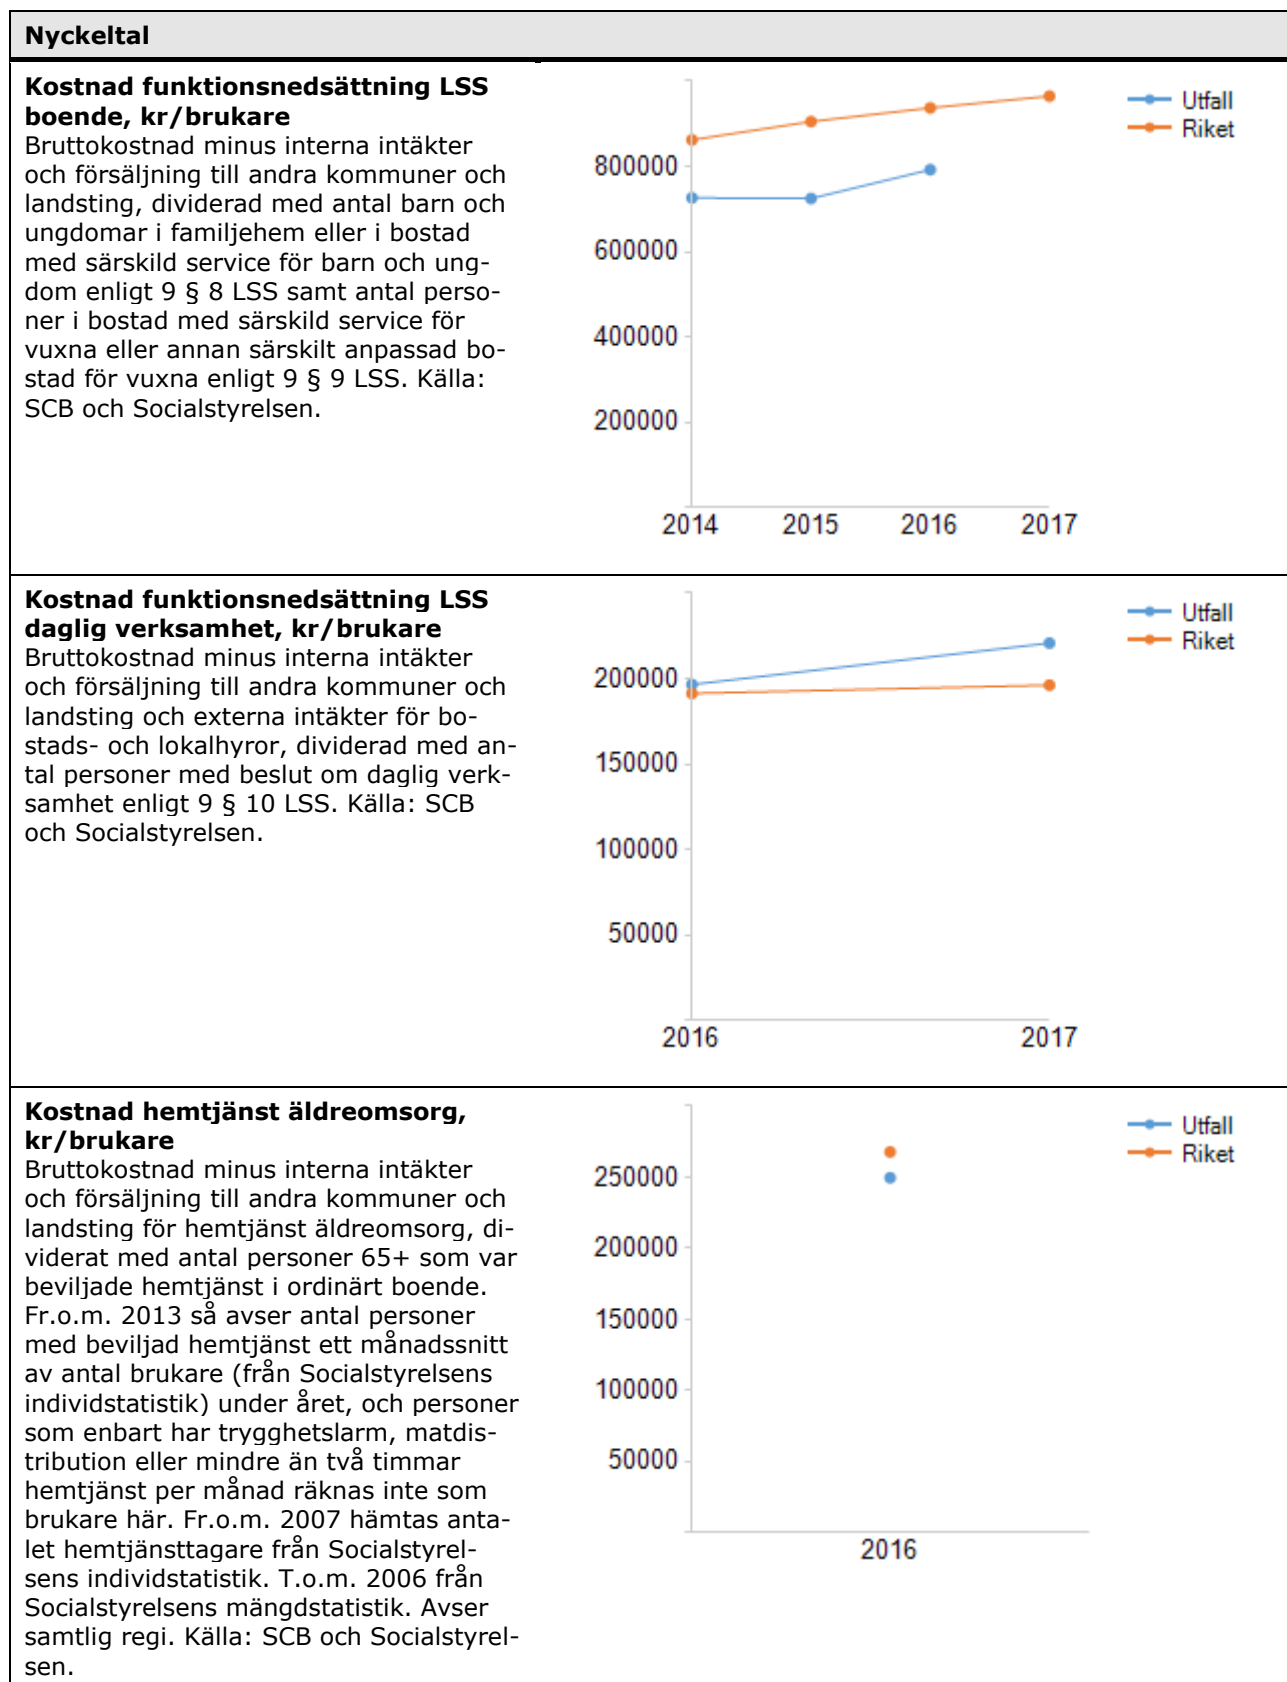 Nyckeltal
Kostnad funktionsnedsättning LSS
boende, kr/brukare
Bruttokostnad minus interna intäkter
och försäljning till andra kommuner och
landsting, dividerad med antal barn och
ungdomar i familjehem eller i bostad
med särskild service för barn och ung-
dom enligt 9 § 8 LSS samt antal perso-
ner i bostad med särskild service för
vuxna eller annan särskilt anpassad bo-
stad för vuxna enligt 9 § 9 LSS. Källa:
SCB och Socialstyrelsen.
Utfall
Riket
800000
600000
400000
200000
2014 2015 2016 2017
Kostnad funktionsnedsättning LSS
daglig verksamhet, kr/brukare
Bruttokostnad minus interna intäkter
och försäljning till andra kommuner och
landsting och externa intäkter för bo-
stads- och lokalhyror, dividerad med an-
tal personer med beslut om daglig verk-
samhet enligt 9 § 10 LSS. Källa: SCB
och Socialstyrelsen.
Utfall
Riket
200000
150000
100000
50000
2016 2017
Kostnad hemtjänst äldreomsorg,
kr/brukare
Bruttokostnad minus interna intäkter
och försäljning till andra kommuner och
landsting för hemtjänst äldreomsorg, di-
viderat med antal personer 65+ som var
beviljade hemtjänst i ordinärt boende.
Fr.o.m. 2013 så avser antal personer
med beviljad hemtjänst ett månadssnitt
av antal brukare (från Socialstyrelsens
individstatistik) under året, och personer
som enbart har trygghetslarm, matdis-
tribution eller mindre än två timmar
hemtjänst per månad räknas inte som
brukare här. Fr.o.m. 2007 hämtas anta-
let hemtjänsttagare från Socialstyrel-
sens individstatistik. T.o.m. 2006 från
Socialstyrelsens mängdstatistik. Avser
samtlig regi. Källa: SCB och Socialstyrel-
sen.
Utfall
Riket
250000
200000
150000
100000
50000
2016